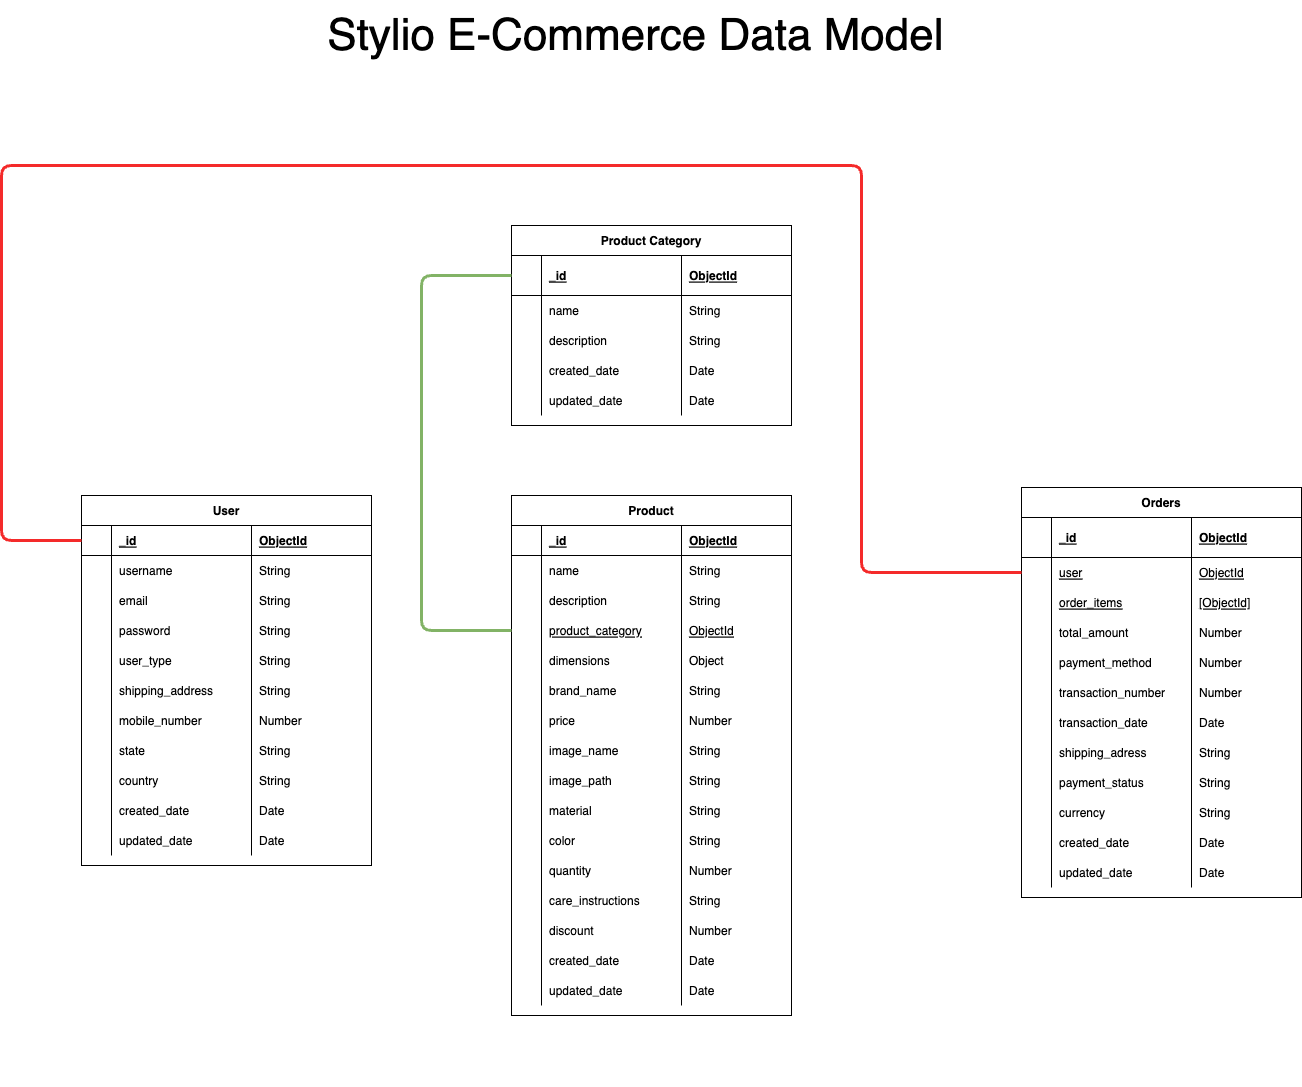 Stylio E-Commerce Data Model
Product Category
_id ObjectId
name String
description String
created_date Date
updated_date Date
User
_id ObjectId
username String
email String
password String
user_type String
shipping_address String
mobile_number Number
state String
country String
created_date Date
updated_date Date
Product
_id ObjectId
name String
description String
product_category ObjectId
dimensions Object
brand_name String
price Number
image_name String
image_path String
material String
color String
quantity Number
care_instructions String
discount Number
created_date Date
updated_date Date
Orders
_id ObjectId
user ObjectId
order_items [ObjectId]
total_amount Number
payment_method Number
transaction_number Number
transaction_date Date
shipping_adress String
payment_status String
currency String
created_date Date
updated_date Date